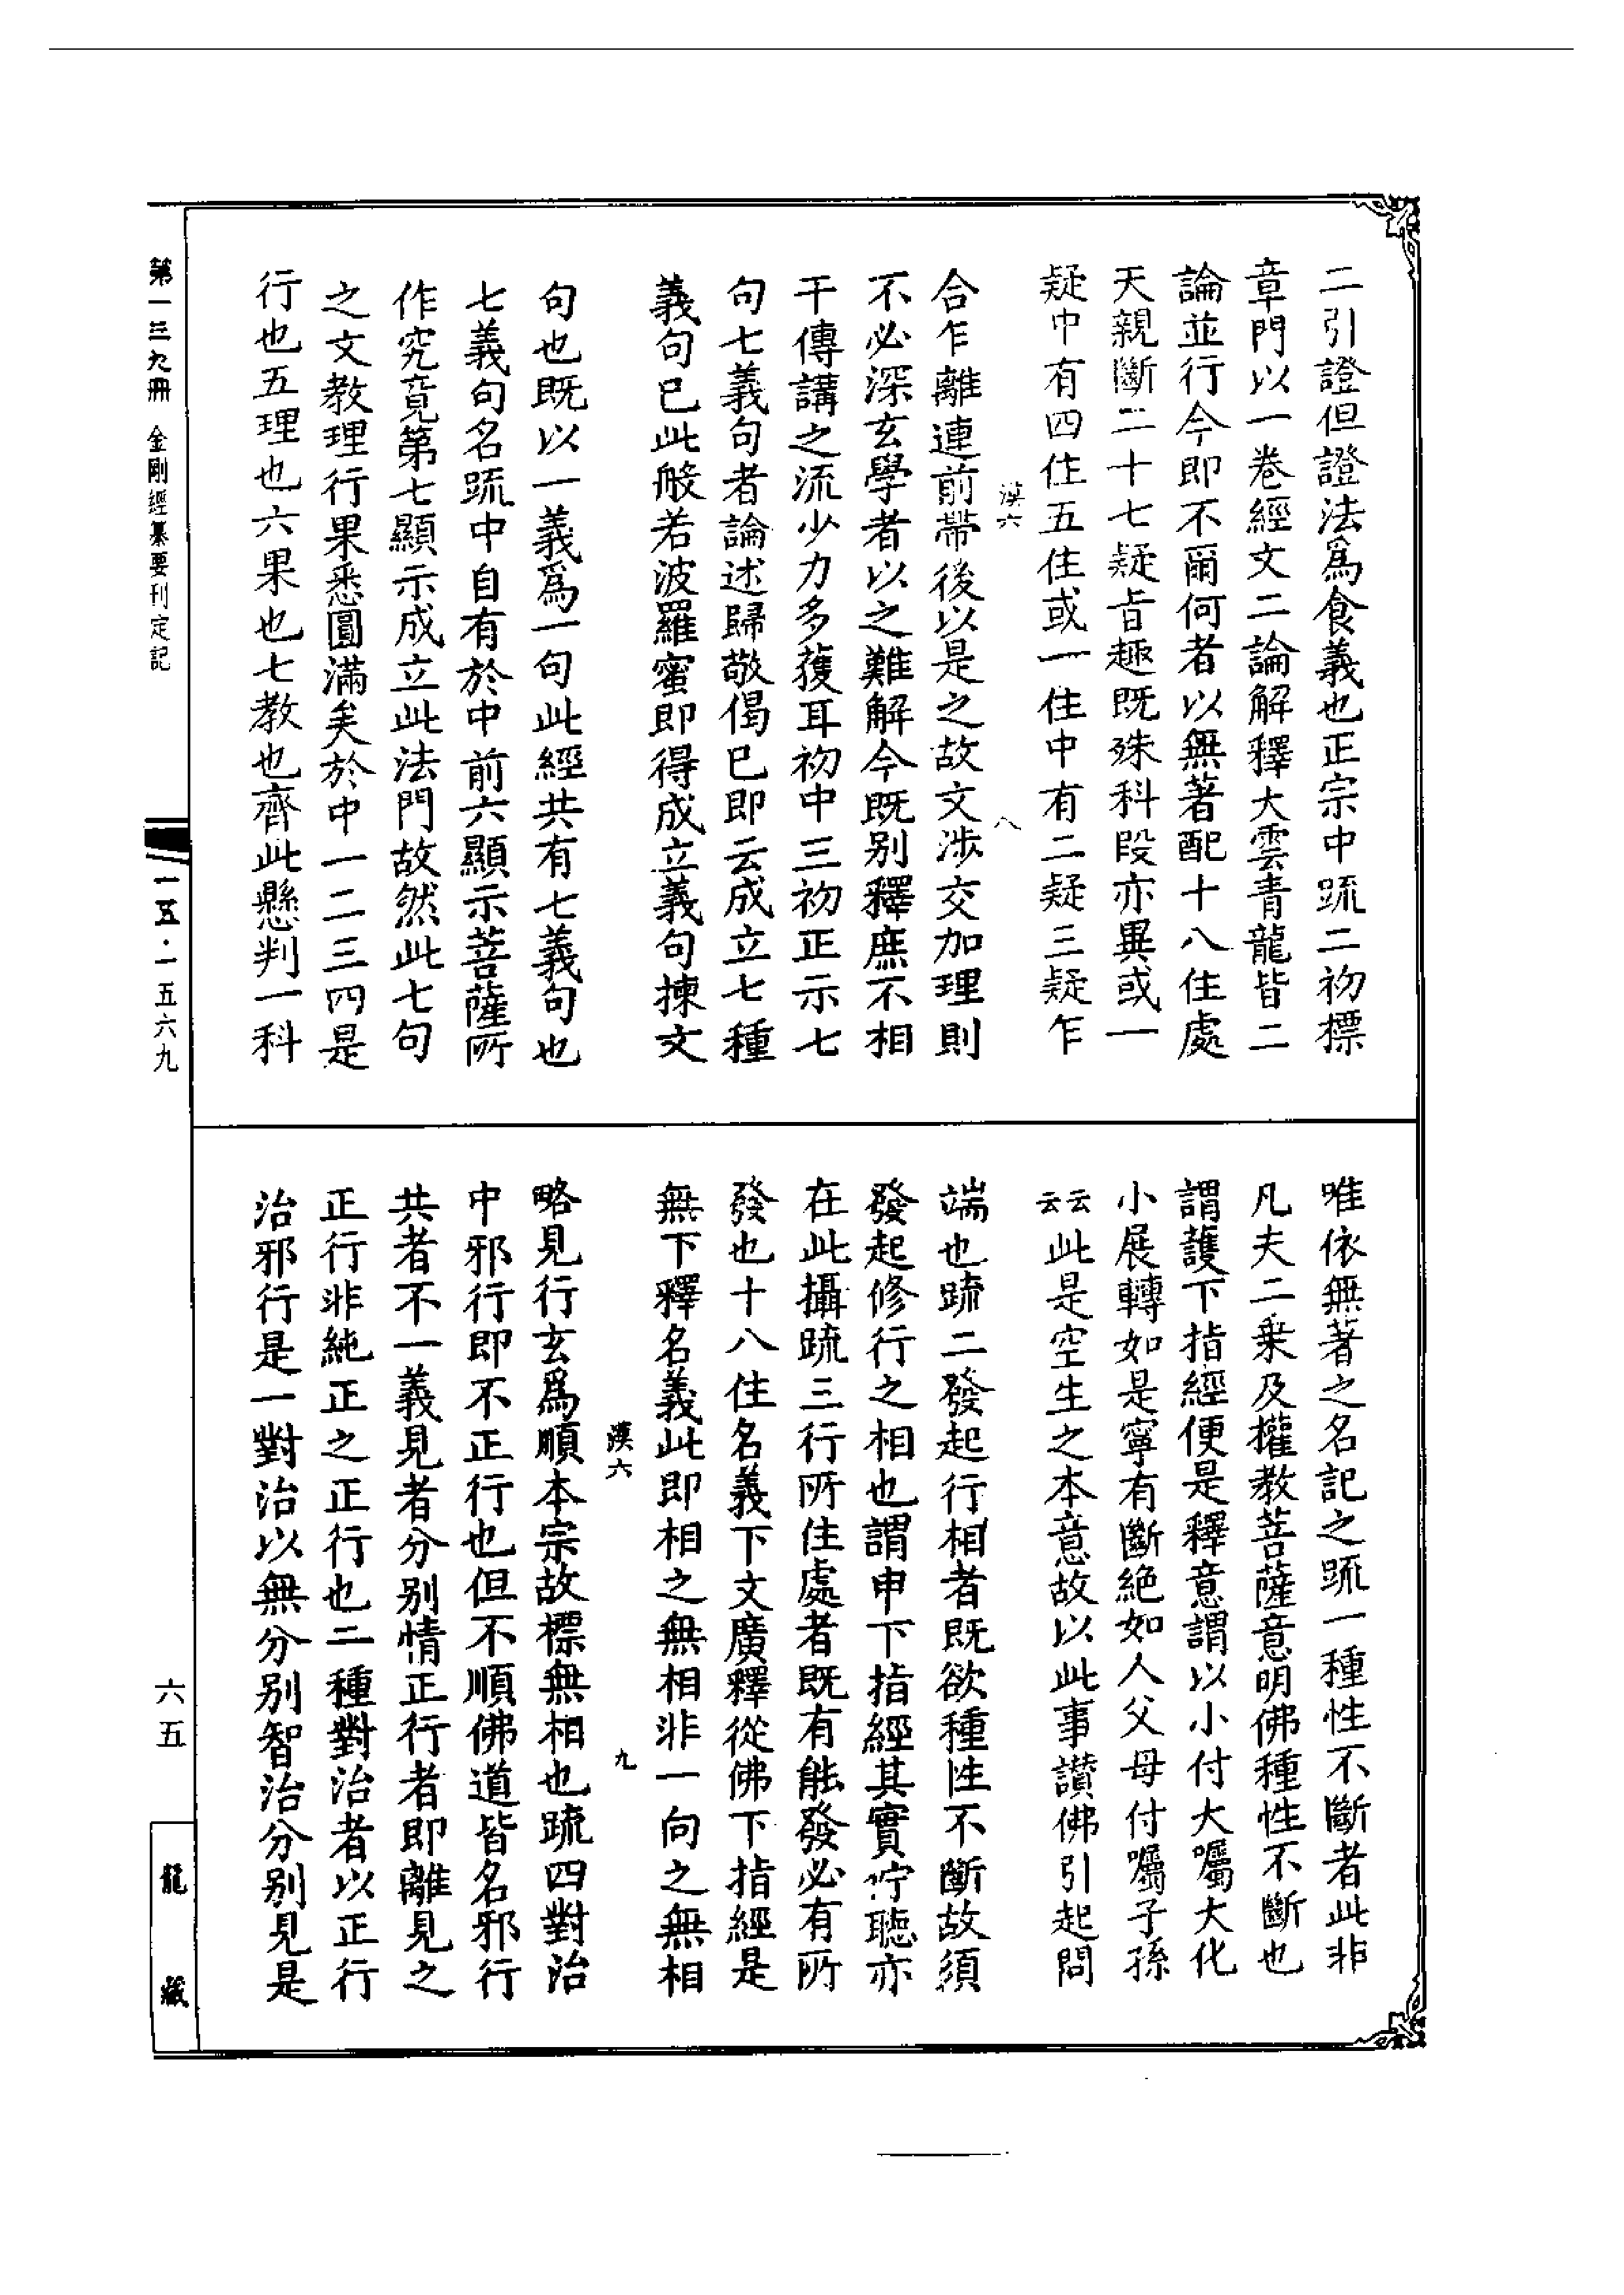 二引證但證法爲食義也正宗中䟽二初標
章門以一卷經文二論解釋大雲青龍皆二
論並行今即不爾何者以無著配十八住處
天親斷二十七疑旨趣既殊科段亦異或一
疑中有四住五住或一住中有二疑三疑乍
漢六
八
合乍離連前帶後以是之故文涉交加理則
不必深玄學者以之難解今既别釋庶不相
干傳講之流少力多獲耳初中三初正示七
句七義句者論述歸敬偈已即云成立七種
義句已此般若波羅蜜即得成立義句揀文
句也既以一義爲一句此經共有七義句也
七義句名䟽中自有於中前六顯示菩薩所
作究竟第七顯示成立此法門故然此七句
之文教理行果悉圓滿矣於中一二三四是
行也五理也六果也七教也齊此懸判一科
唯依無著之名記之䟽一種性不斷者此非
凡夫二乗及權教菩薩意明佛種性不斷也
謂護下指經便是釋意謂以小付大囑大化
小展轉如是寧有斷絶如人父母付囑子孫
云云此是空生之本意故以此事讃佛引起問
端也䟽二發起行相者既欲種性不斷故須
發起修行之相也謂申下指經其實佇聽亦
在此攝䟽三行所住處者既有能發必有所
發也十八住名義下文廣釋從佛下指經是
無下釋名義此即相之無相非一向之無相
漢六
九
略見行玄爲順本宗故標無相也䟽四對治
中邪行即不正行也但不順佛道皆名邪行
共者不一義見者分别情正行者即離見之
正行非純正之正行也二種對治者以正行
治邪行是一對治以無分别智治分别見是
第一三九冊 金剛經纂要刊定記
一五·一五六九
六五
龍藏